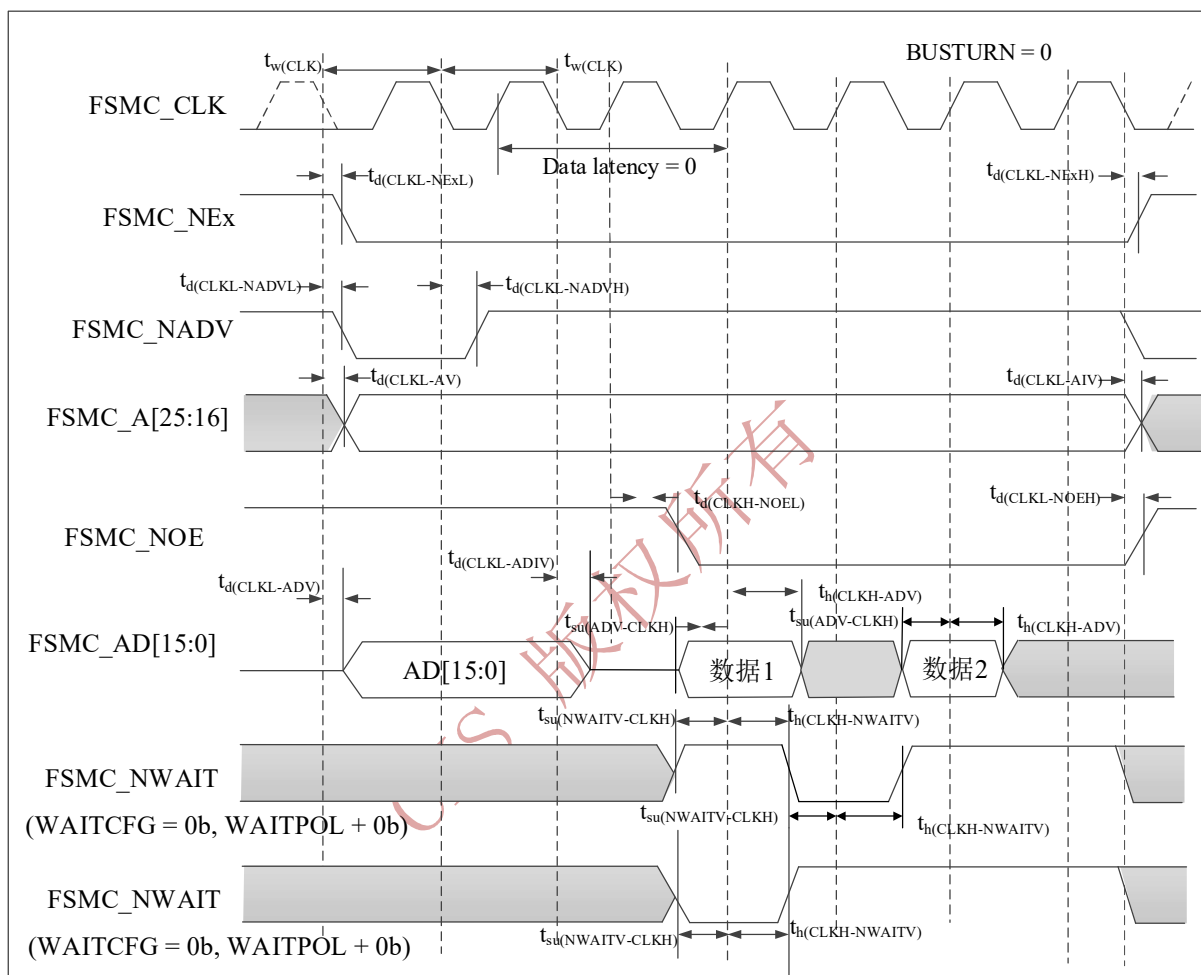 BUSTURN = 0
tw(CLK)
tw(CLK)
FSMC_CLK
Data latency = 0
td(CLKL-NExL)
td(CLKL-NExH)
FSMC_NEx
td(CLKL-NADVL)
td(CLKL-NADVH)
FSMC_NADV
td(CLKL-AV)
td(CLKL-AIV)
FSMC_A[25:16]
td(CLKH-NOEL)
td(CLKL-NOEH)
FSMC_NOE
td(CLKL-ADIV)
td(CLKL-ADV)
th(CLKH-ADV)
tsu(ADV-CLKH)
tsu(ADV-CLKH)
th(CLKH-ADV)
FSMC_AD[15:0]
AD[15:0]
数据1
数据2
tsu(NWAITV-CLKH)
th(CLKH-NWAITV)
FSMC_NWAIT
(WAITCFG = 0b, WAITPOL + 0b)
tsu(NWAITV-CLKH)
th(CLKH-NWAITV)
FSMC_NWAIT
(WAITCFG = 0b, WAITPOL + 0b)
tsu(NWAITV-CLKH)
th(CLKH-NWAITV)
版权所有